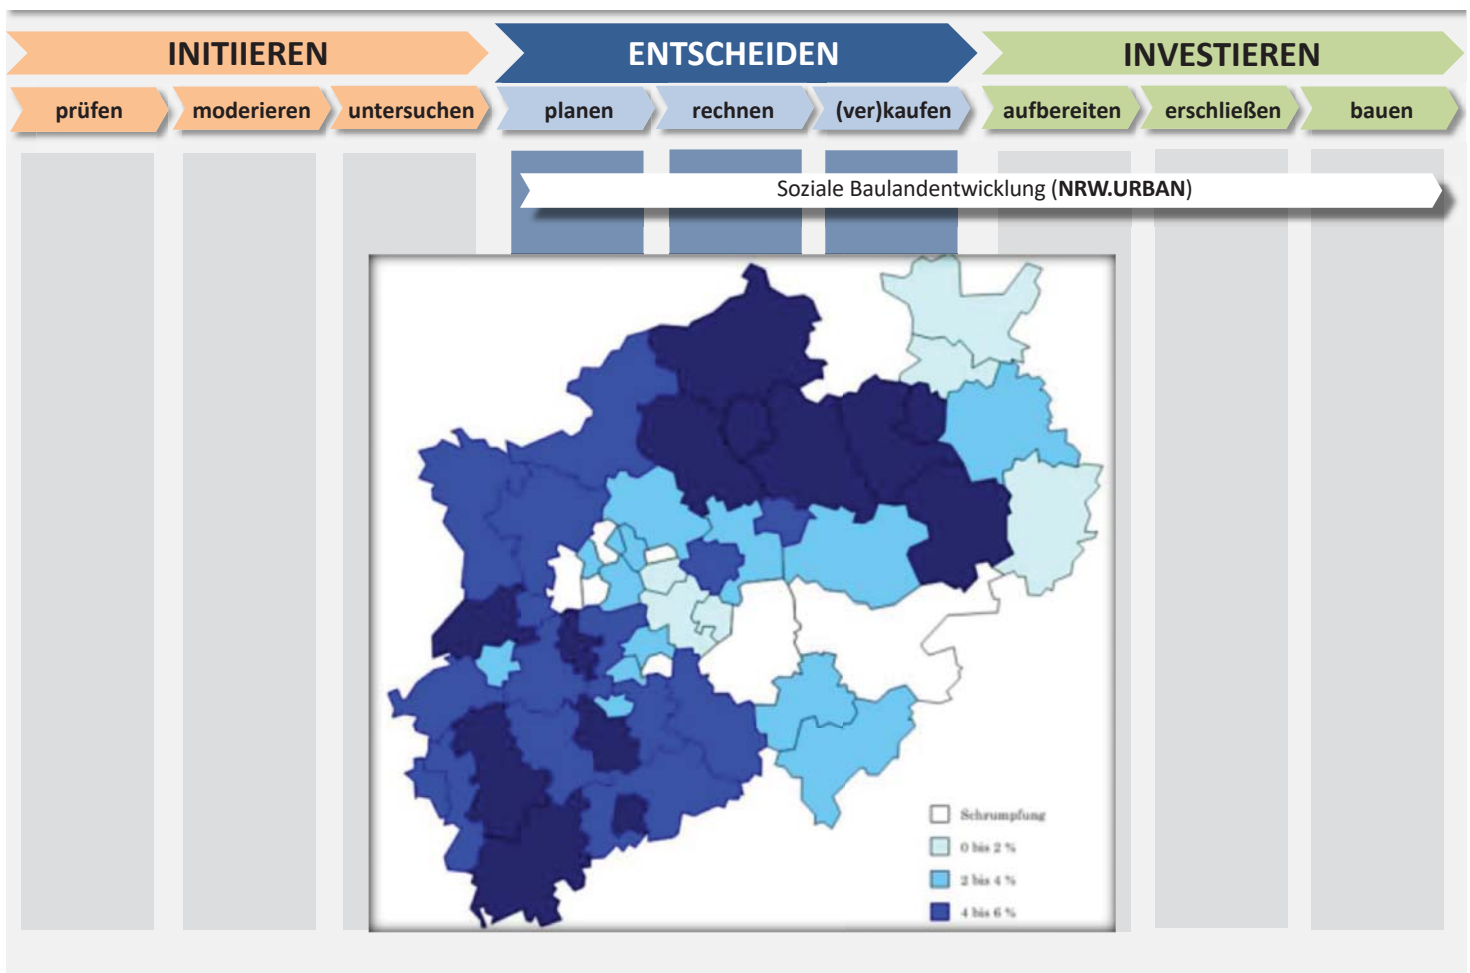 INITIIEREN
ENTSCHEIDEN
INVESTIEREN
prüfen
moderieren
untersuchen
planen
rechnen
(ver)kaufen
aufbereiten
erschließen
bauen
Soziale Baulandentwicklung (NRW.URBAN)
Schrumpfung
0 bis 2 %
2 bis 4 %
4 bis 6 %